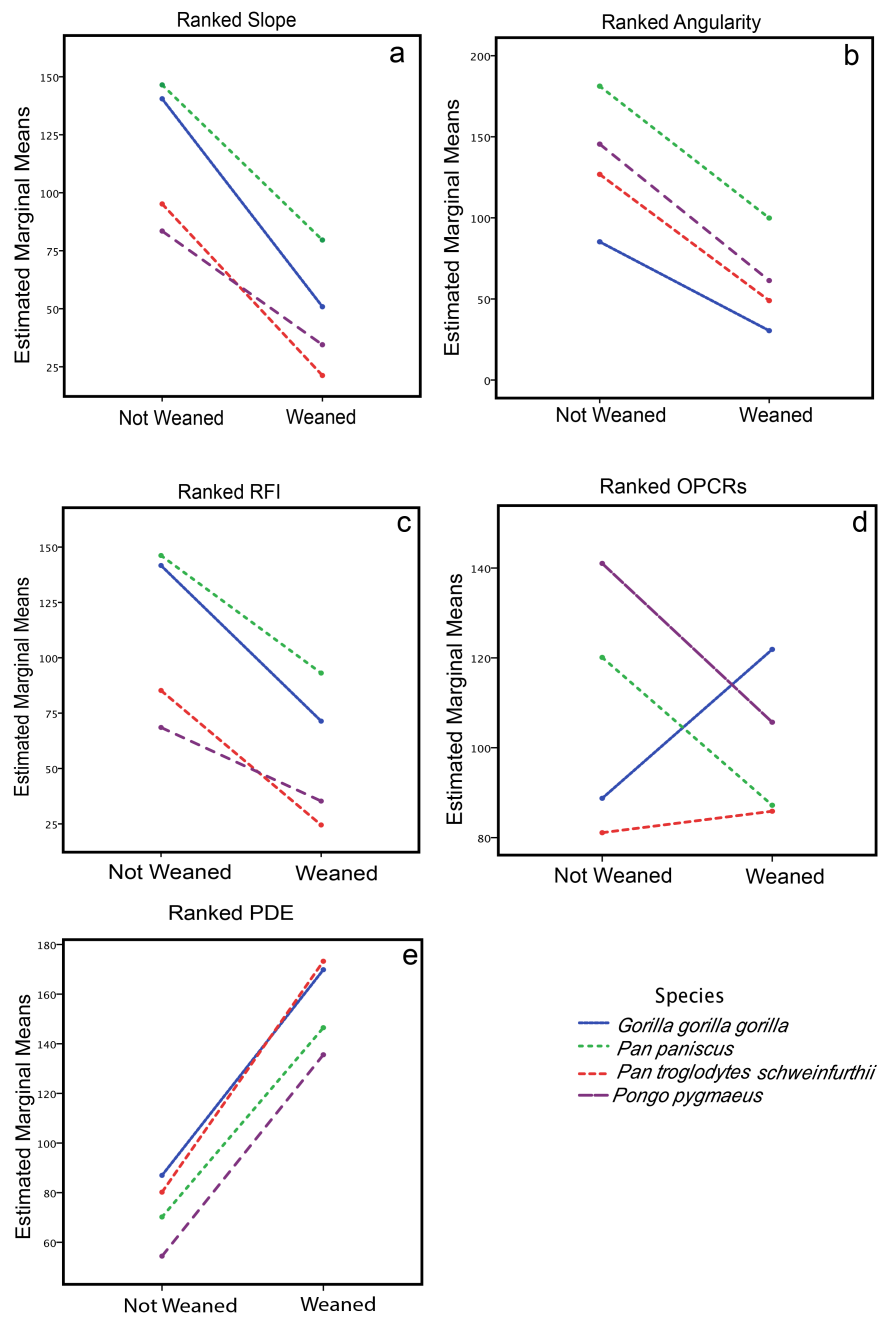 Ranked Slope
a
Estimated Marginal Means
150
125
100
75
50
25
Not Weaned
Weaned
Ranked Angularity
b
Estimated Marginal Means
200
150
100
50
0
Not Weaned
Weaned
Ranked RFI
c
Estimated Marginal Means
150
125
100
75
50
25
Not Weaned
Weaned
Ranked OPCRs
d
Estimated Marginal Means
140
120
100
80
Not Weaned
Weaned
Ranked PDE
e
Estimated Marginal Means
180
160
140
120
100
80
60
Not Weaned
Weaned
Species
Gorilla gorilla gorilla
Pan paniscus
Pan troglodytes schweinfurthii
Pongo pygmaeus